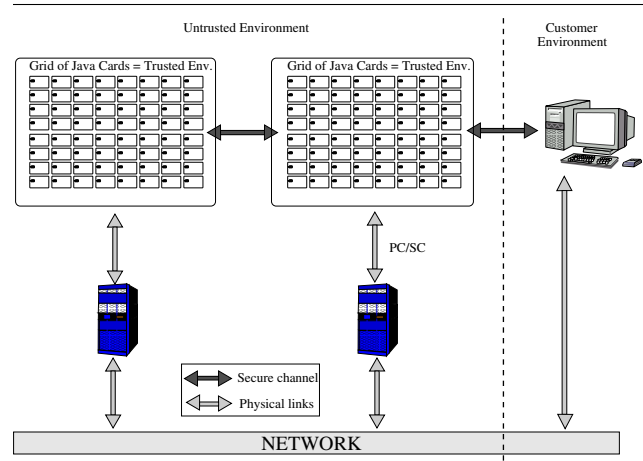 Untrusted Environment
Customer
Environment
Grid of Java Cards = Trusted Env.
Grid of Java Cards = Trusted Env.
PC/SC
Secure channel
Physical links
NETWORK